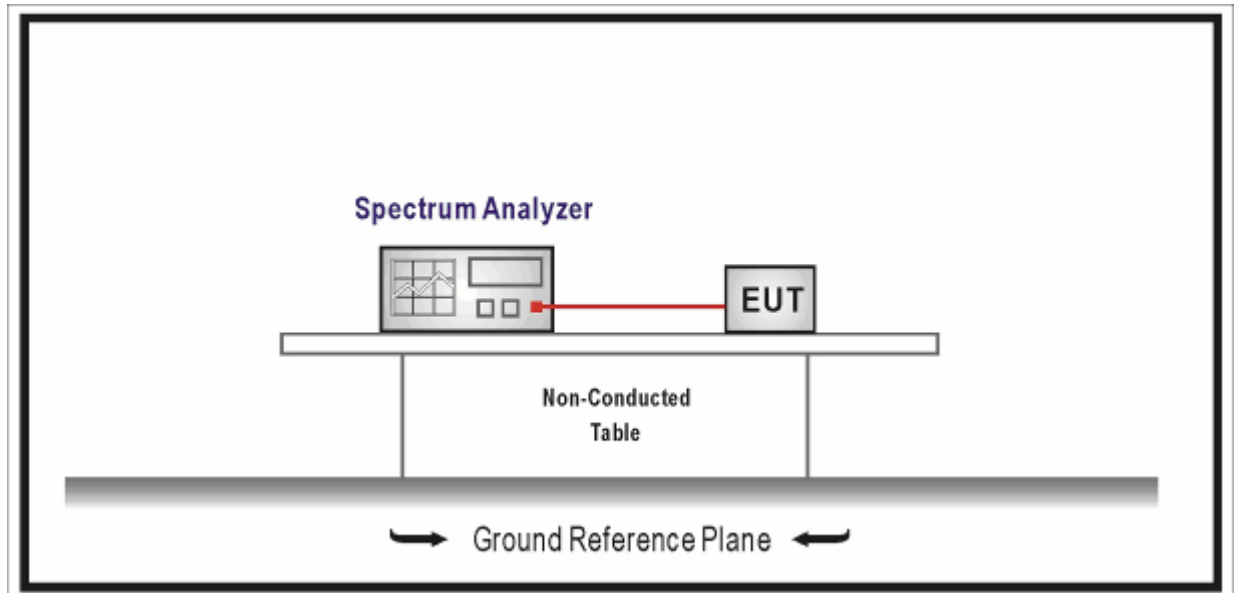 Spectrum Analyzer
EUT
Non-Conducted
Table
Ground Reference Plane